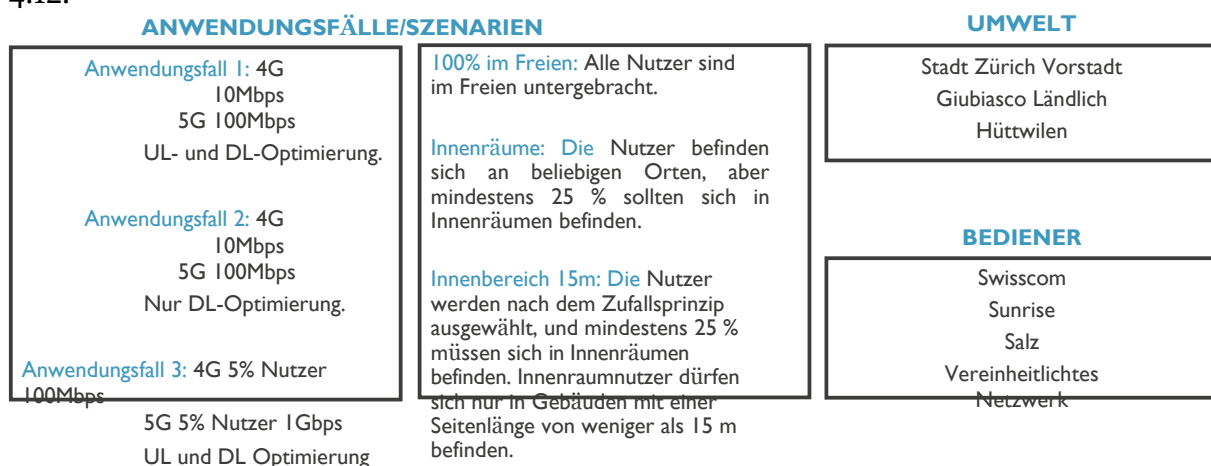 4.12.
ANWENDUNGSFÄLLE/SZENARIEN
Anwendungsfall 1: 4G
10Mbps
5G 100Mbps
UL- und DL-Optimierung.
Anwendungsfall 2: 4G
10Mbps
5G 100Mbps
Nur DL-Optimierung.
Anwendungsfall 3: 4G 5% Nutzer
100Mbps
5G 5% Nutzer 1Gbps
UL und DL Optimierung
100% im Freien: Alle Nutzer sind
im Freien untergebracht.
Innenräume: Die Nutzer befinden
sich an beliebigen Orten, aber
mindestens 25 % sollten sich in
Innenräumen befinden.
Innenbereich 15m: Die Nutzer
werden nach dem Zufallsprinzip
ausgewählt, und mindestens 25 %
müssen sich in Innenräumen
befinden. Innenraumnutzer dürfen
sich nur in Gebäuden mit einer
Seitenlänge von weniger als 15 m
befinden.
UMWELT
Stadt Zürich Vorstadt
Giubiasco Ländlich
Hüttwilen
BEDIENER
Swisscom
Sunrise
Salz
Vereinheitlichtes
Netzwerk